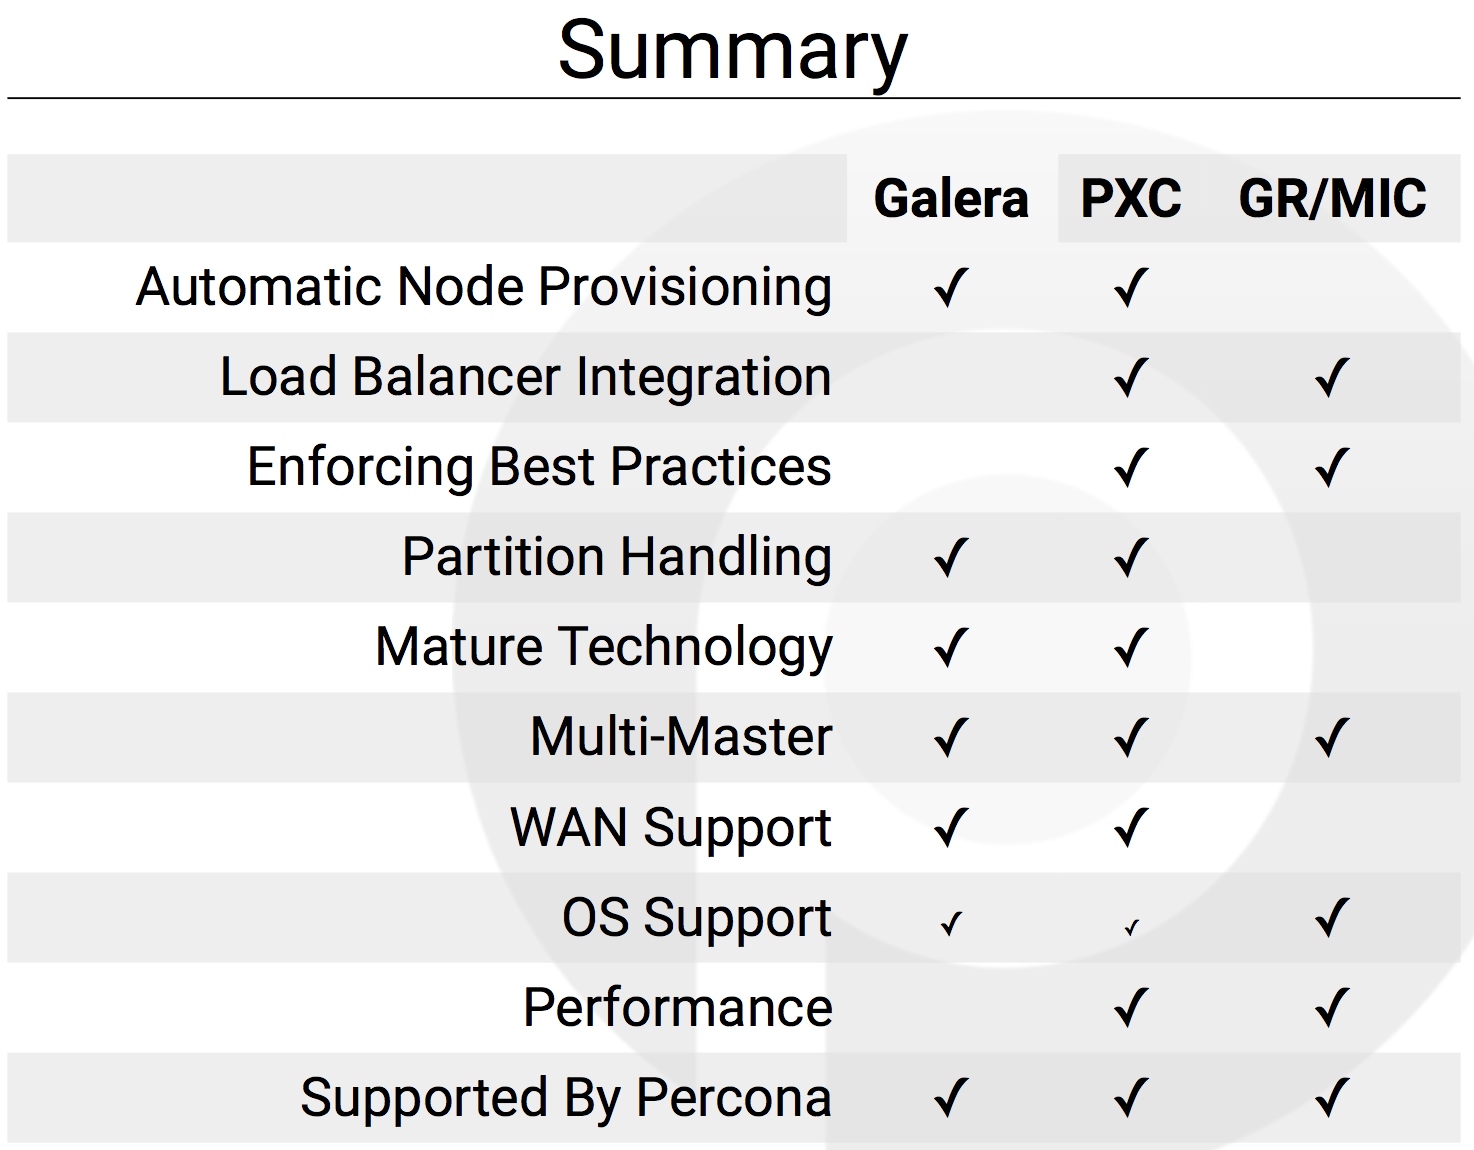 Summary
Galera PXC GR/MIC
Automatic Node Provisioning ✓ ✓
Load Balancer Integration ✓ ✓
Enforcing Best Practices ✓ ✓
Partition Handling ✓ ✓
Mature Technology ✓ ✓
Multi-Master ✓ ✓ ✓
WAN Support ✓ ✓
OS Support ✓ ✓ ✓
Performance ✓ ✓
Supported By Percona ✓ ✓ ✓